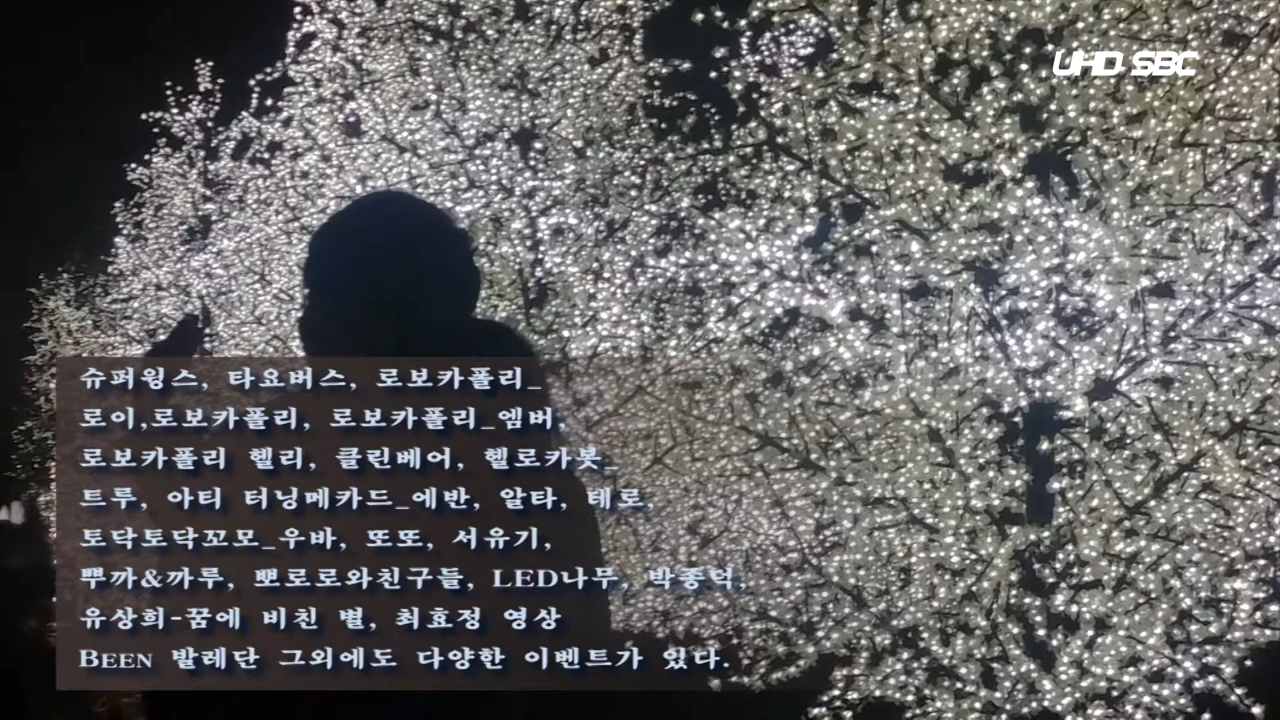 UHD SBC
슈퍼윙스, 타요버스, 로보카폴리_
로이,로보카폴리, 로보카폴리_엠버,
로보카폴리 헬리, 클린베어, 헬로카봇_
트루, 아티 터닝메카드_에반, 알타, 테로,
토닥토닥꼬모_우바, 또또, 서유기,
뿌까&까루, 뽀로로와친구들, LED나무, 박종덕,
유상희-꿈에 비친 별, 최효정 영상
BEEN 발레단 그외에도 다양한 이벤트가 있다.